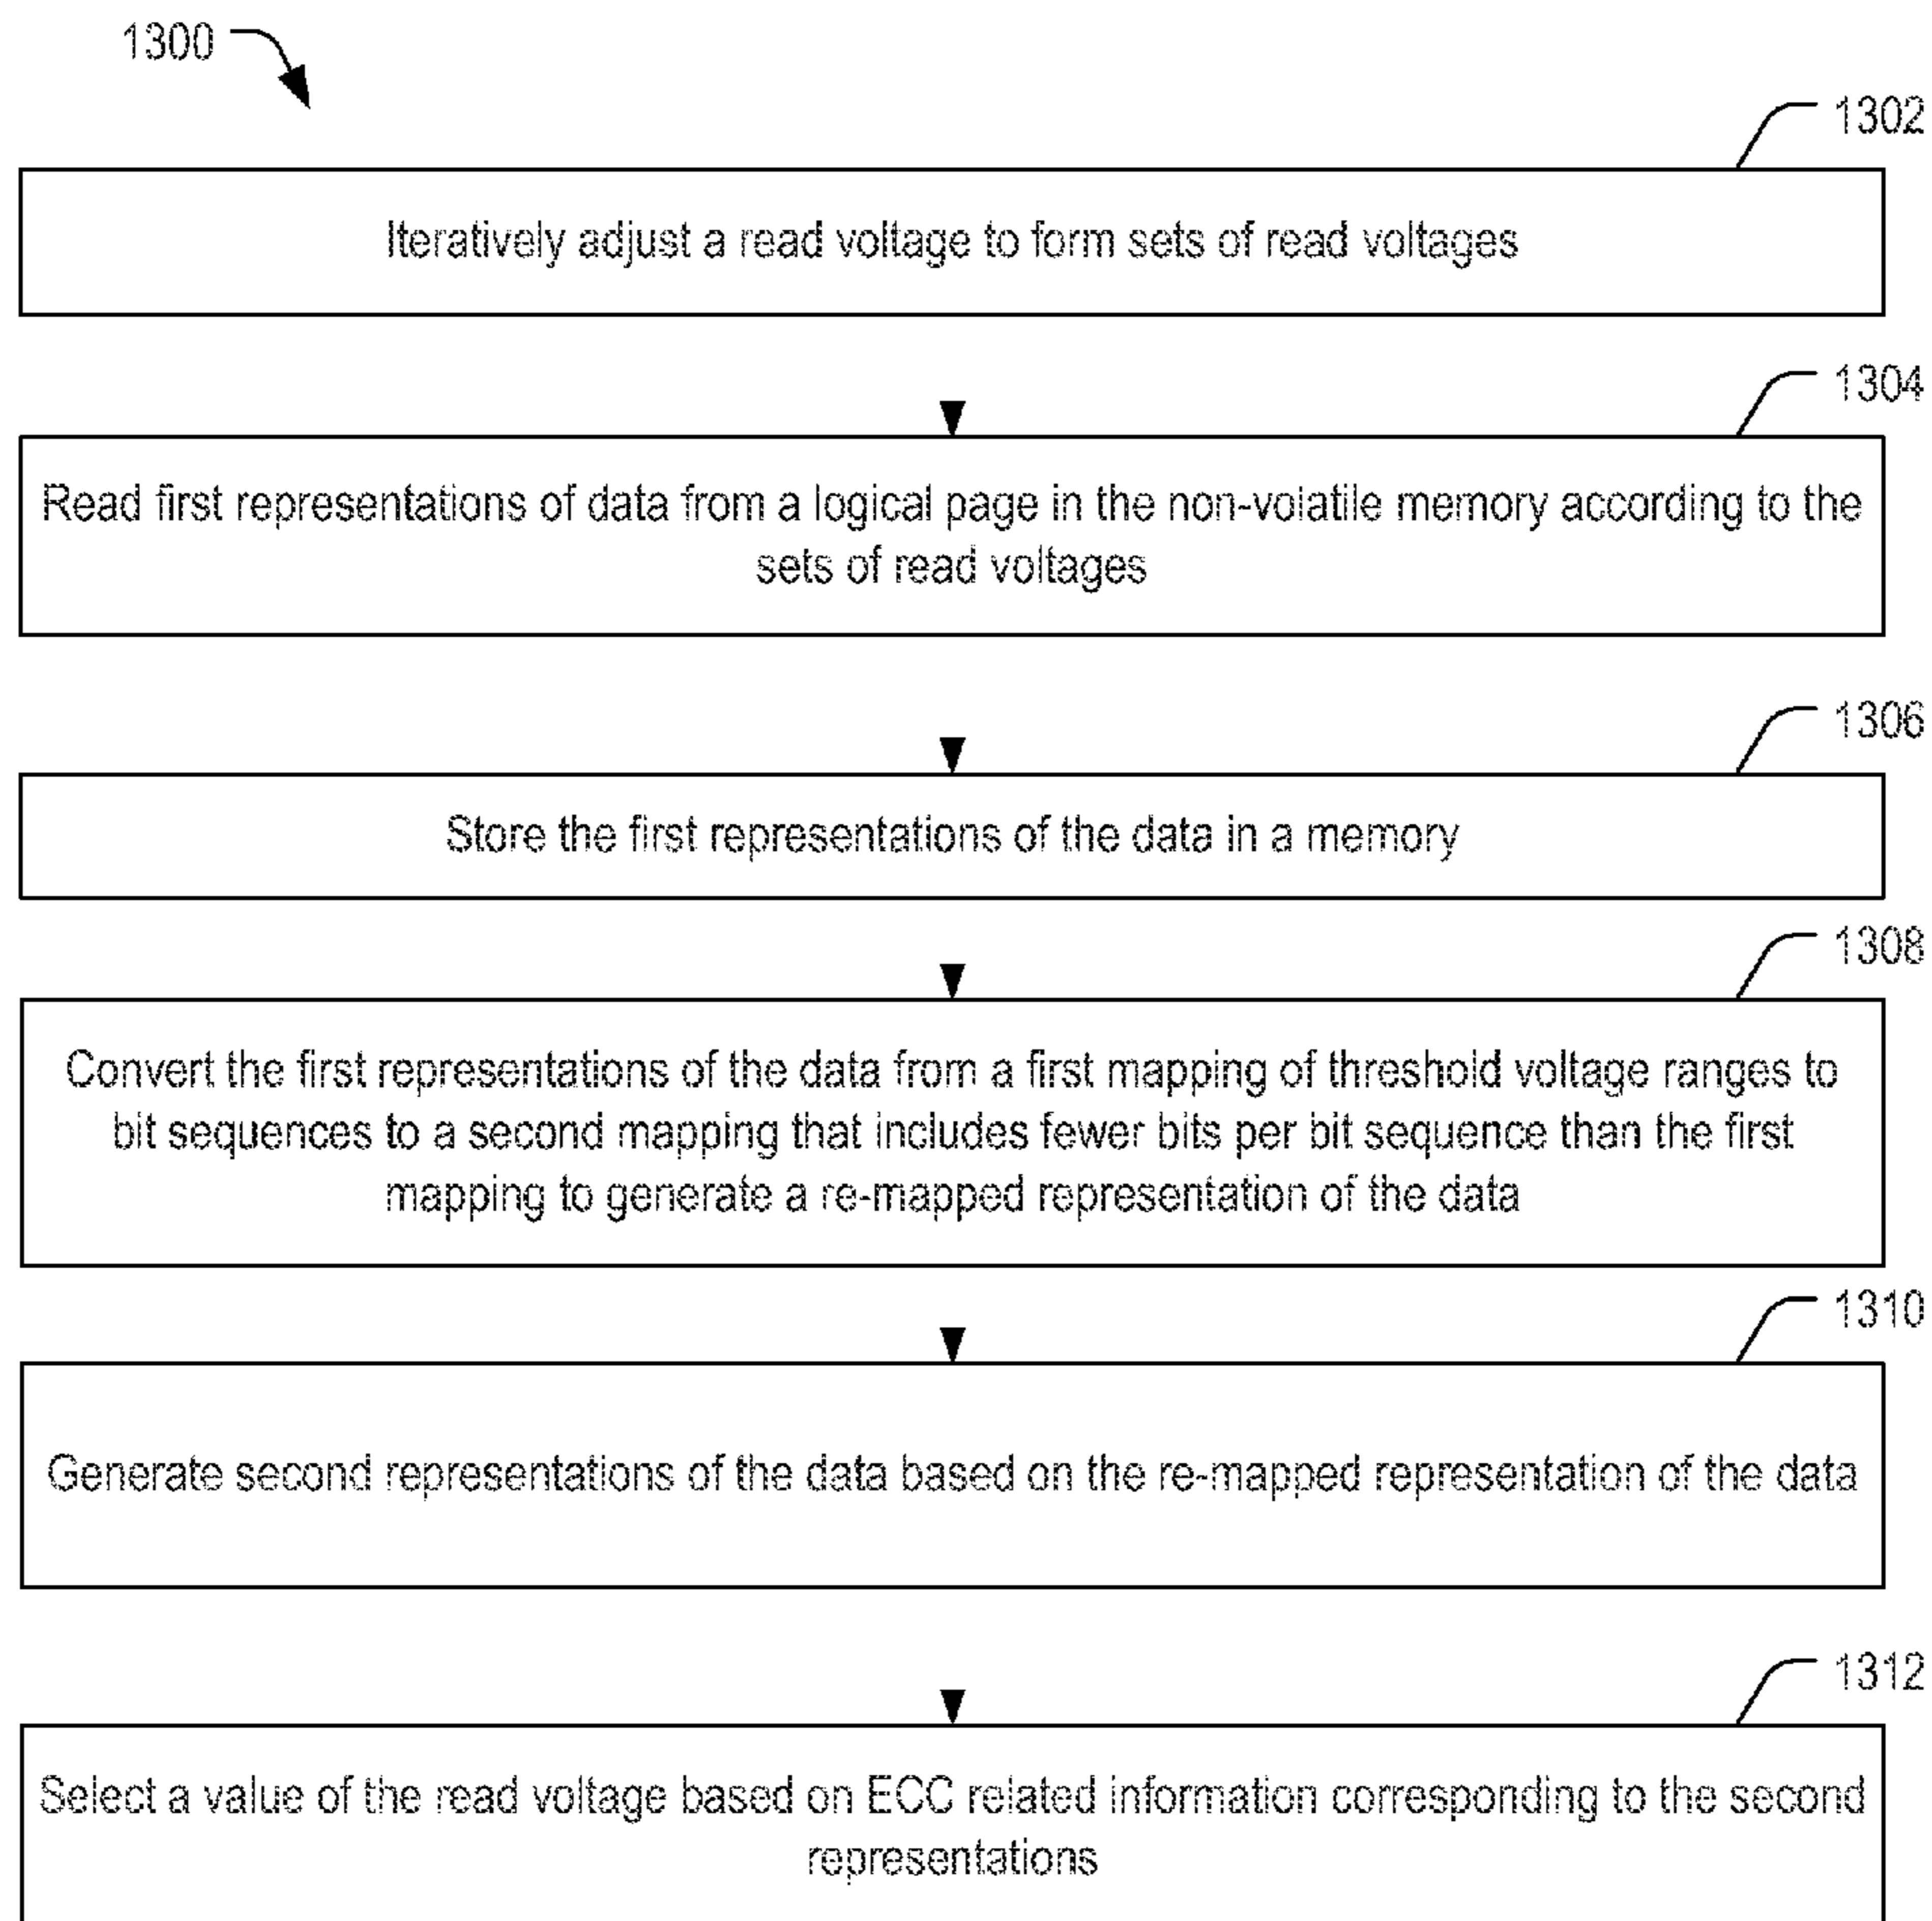 1300
1302
Iteratively adjust a read voltage to form sets of read voltages
1304
Read first representations of data from a logical page in the non-volatile memory according to the
sets of read voltages
1306
Store the first representations of the data in a memory
1308
Convert the first representations of the data from a first mapping of threshold voltage ranges to
bit sequences to a second mapping that includes fewer bits per bit sequence than the first
mapping to generate a re-mapped representation of the data
1310
Generate second representations of the data based on the re-mapped representation of the data
1312
Select a value of the read voltage based on ECC related information corresponding to the second
representations